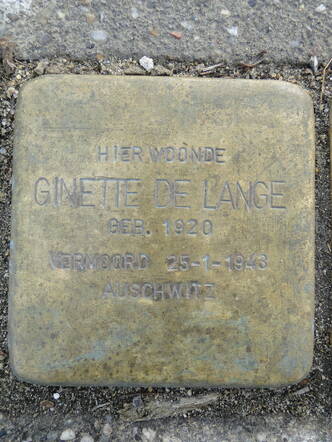 HIER WOONDE
GINETTE DE LANGE
GEB. 1920
VERMOORD 25-1-1943
AUSCHWITZ